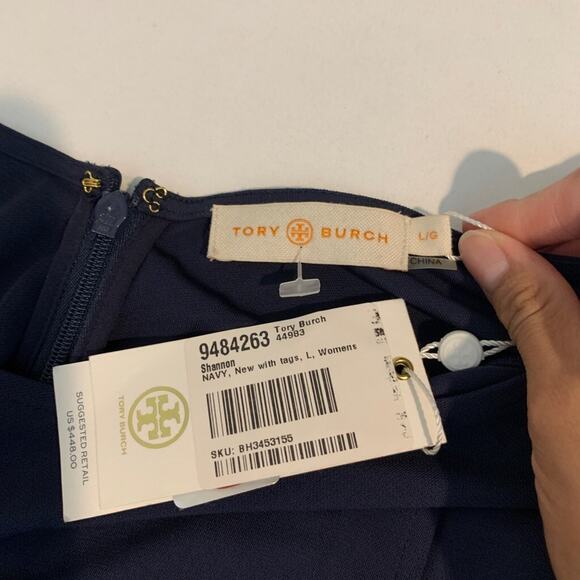 TORY BURCH
L/G
CHINA
9484263 Tory Burch
44983
Shannon
NAVY, New with tags, L, Womens
SKU: BH3453155
TORY BURCH
SUGGESTED RETAIL
US $448.00